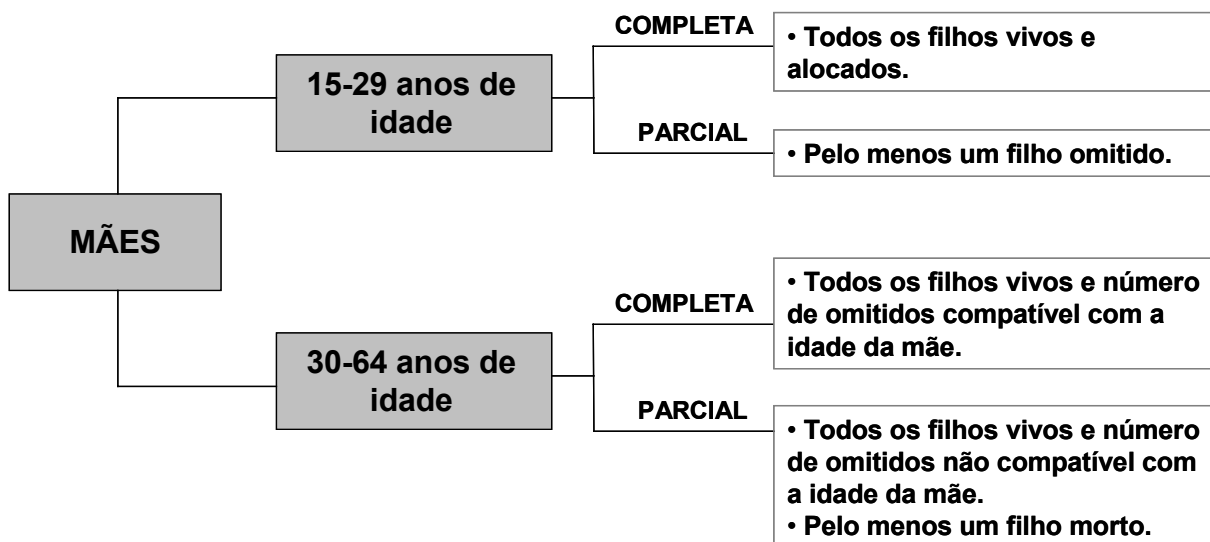 MÃES
15-29 anos de
idade
COMPLETA
• Todos os filhos vivos e
alocados.
PARCIAL
• Pelo menos um filho omitido.
30-64 anos de
idade
COMPLETA
• Todos os filhos vivos e número
de omitidos compatível com a
idade da mãe.
PARCIAL
• Todos os filhos vivos e número
de omitidos não compatível com
a idade da mãe.
• Pelo menos um filho morto.